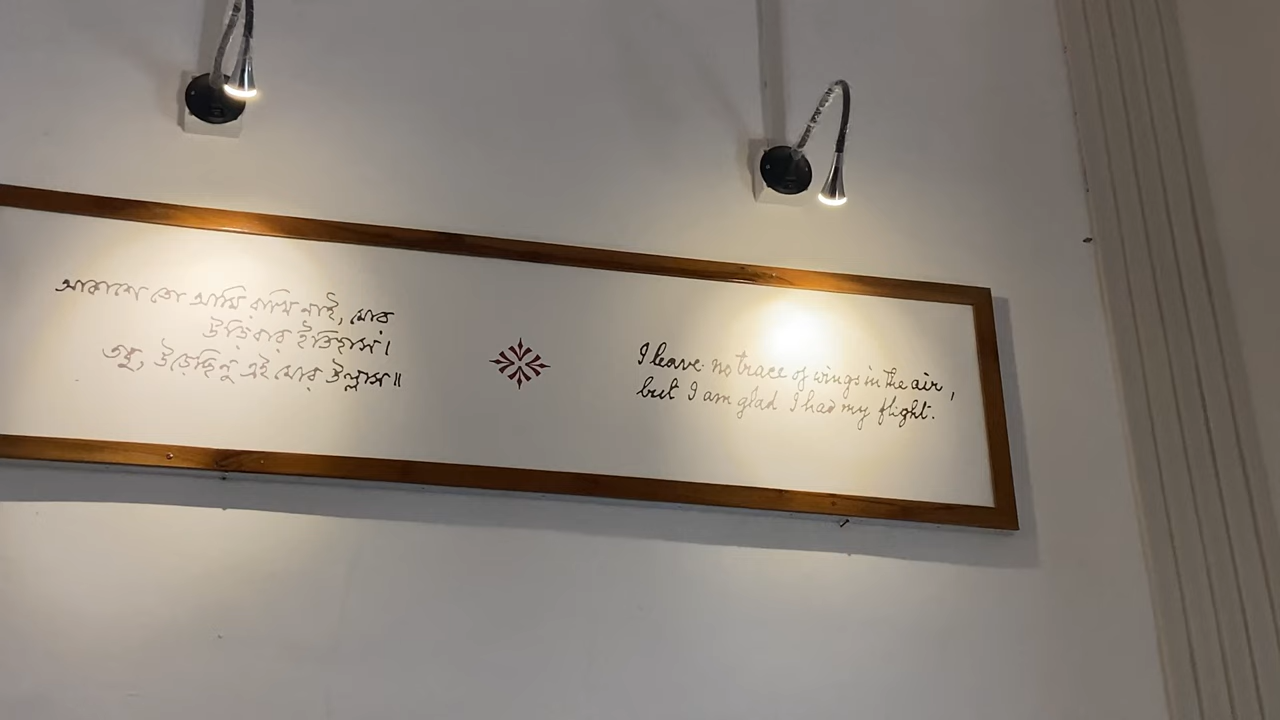 আকাশে তো আমি রাখি নাই, মোর
উড়িবার ইতিহাস।
তবু, উড়েছিনু এই মোর উল্লাস॥
I leave no trace of wings in the air,
but I am glad I had my flight.